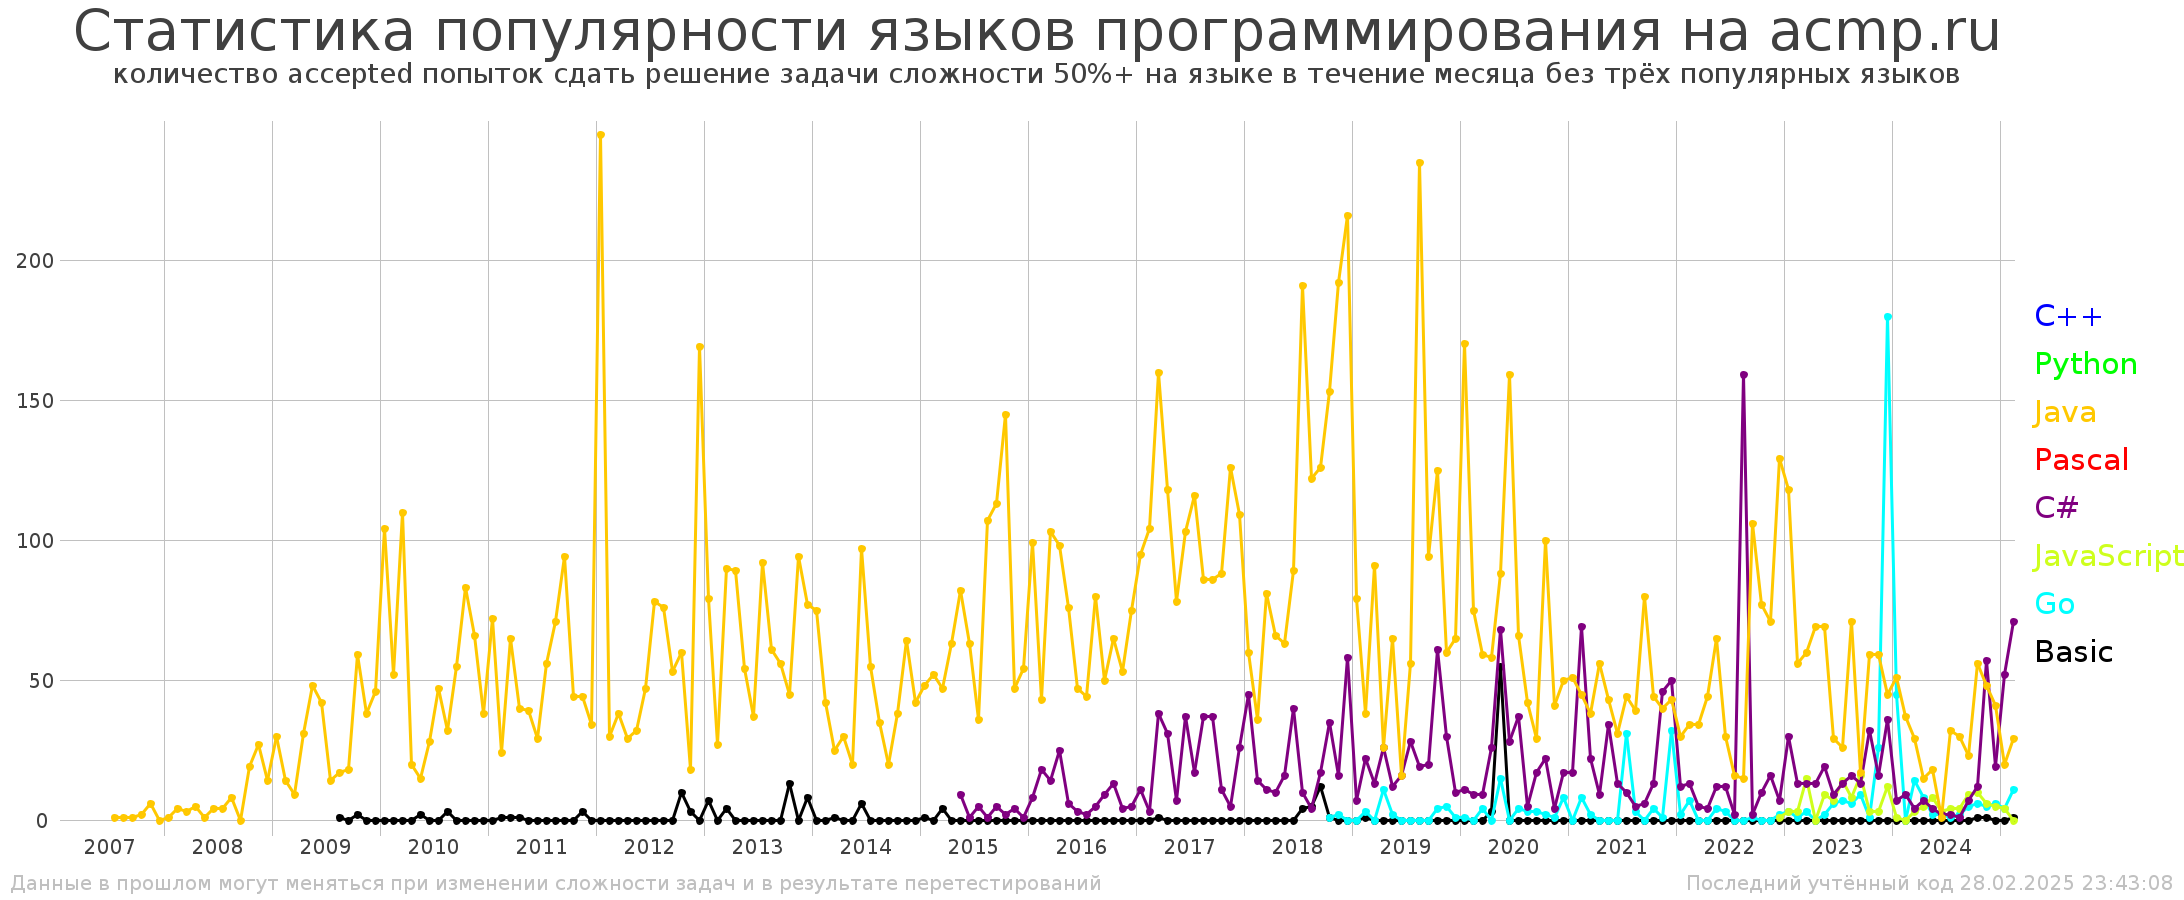 Статистика популярности языков программирования на acmp.ru
количество accepted попыток сдать решение задачи сложности 50%+ на языке в течение месяца без трёх популярных языков
200
150
100
50
0
C++
Python
Java
Pascal
C#
JavaScript
Go
Basic
2007 2008 2009 2010 2011 2012 2013 2014 2015 2016 2017 2018 2019 2020 2021 2022 2023 2024
Данные в прошлом могут меняться при изменении сложности задач и в результате перетестирований
Последний учтённый код 28.02.2025 23:43:08